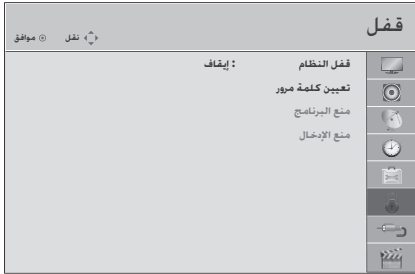 قفل
نقل موافق
قفل النظام : إيقاف
تعيين كلمة مرور
منع البرنامج
منع الإدخال